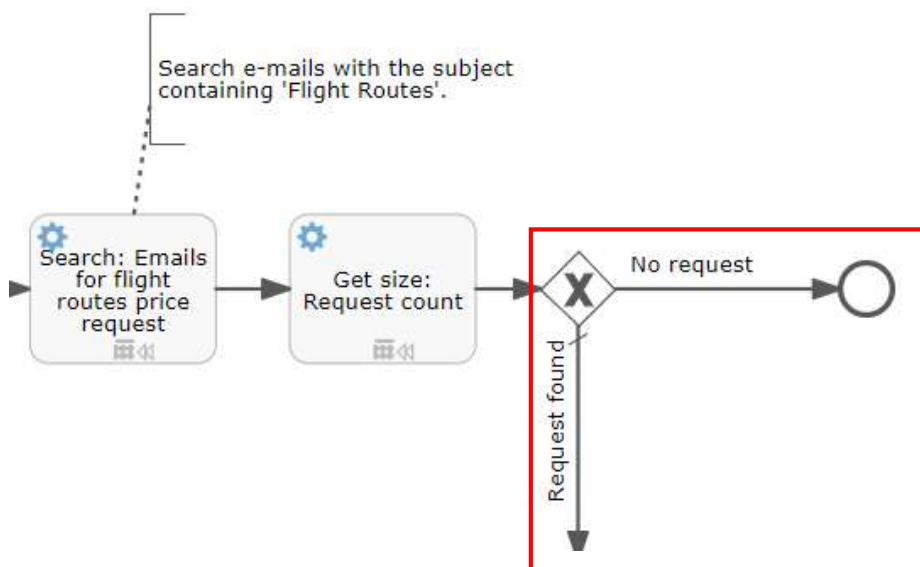 Search e-mails with the subject
containing 'Flight Routes'.
Search: Emails
for flight
routes price
request
Get size:
Request count
No request
Request found